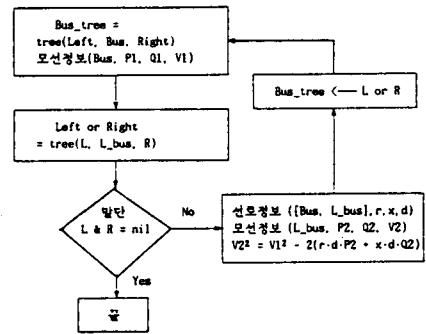 Bus_tree =
tree(Left, Bus, Right)
모선정보(Bus, P1, Q1, V1)
Bus_tree <— L or R
Left or Right
= tree(L, L_bus, R)
말단
L & R = nil
No
선로정보 ([Bus, L_bus],r,x,d)
모선정보 (L_bus, P2, Q2, V2)
V2² = V1² - 2(r·d·P2 + x·d·Q2)
Yes
끝